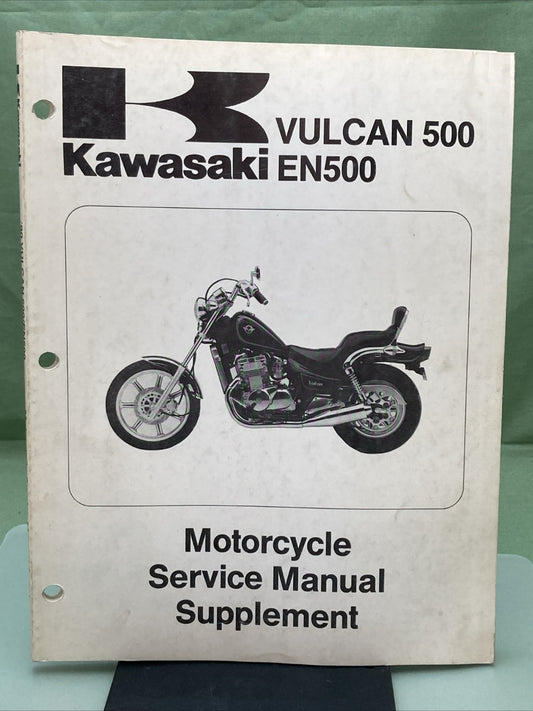 VULCAN 500
Kawasaki EN500
Motorcycle
Service Manual
Supplement